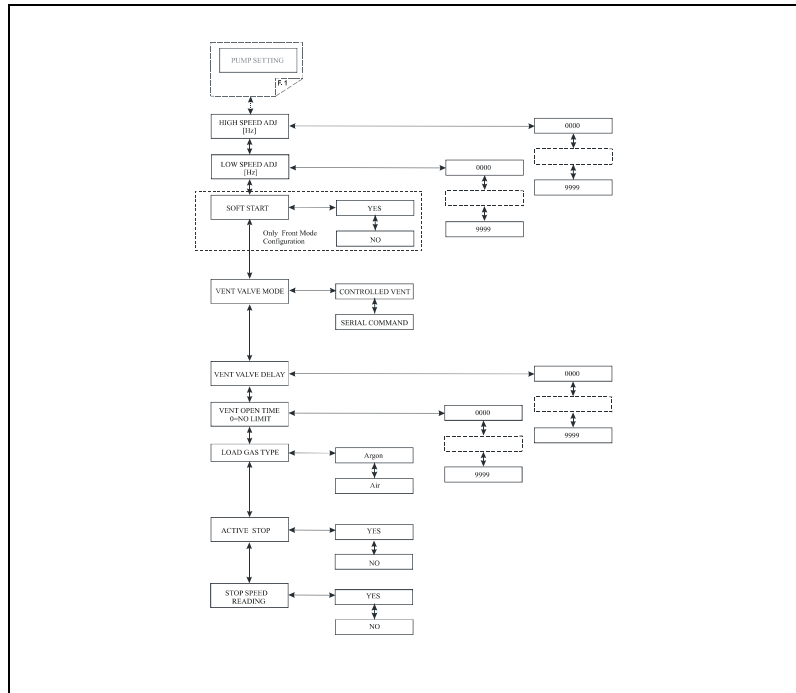 PUMP SETTING
F. 1
HIGH SPEED ADJ
[Hz]
0000
9999
LOW SPEED ADJ
[Hz]
0000
9999
SOFT START
YES
NO
Only Front Mode
Configuration
VENT VALVE MODE
CONTROLLED VENT
SERIAL COMMAND
VENT VALVE DELAY
0000
9999
VENT OPEN TIME
0=NO LIMIT
0000
9999
LOAD GAS TYPE
Argon
Air
ACTIVE STOP
YES
NO
STOP SPEED
READING
YES
NO